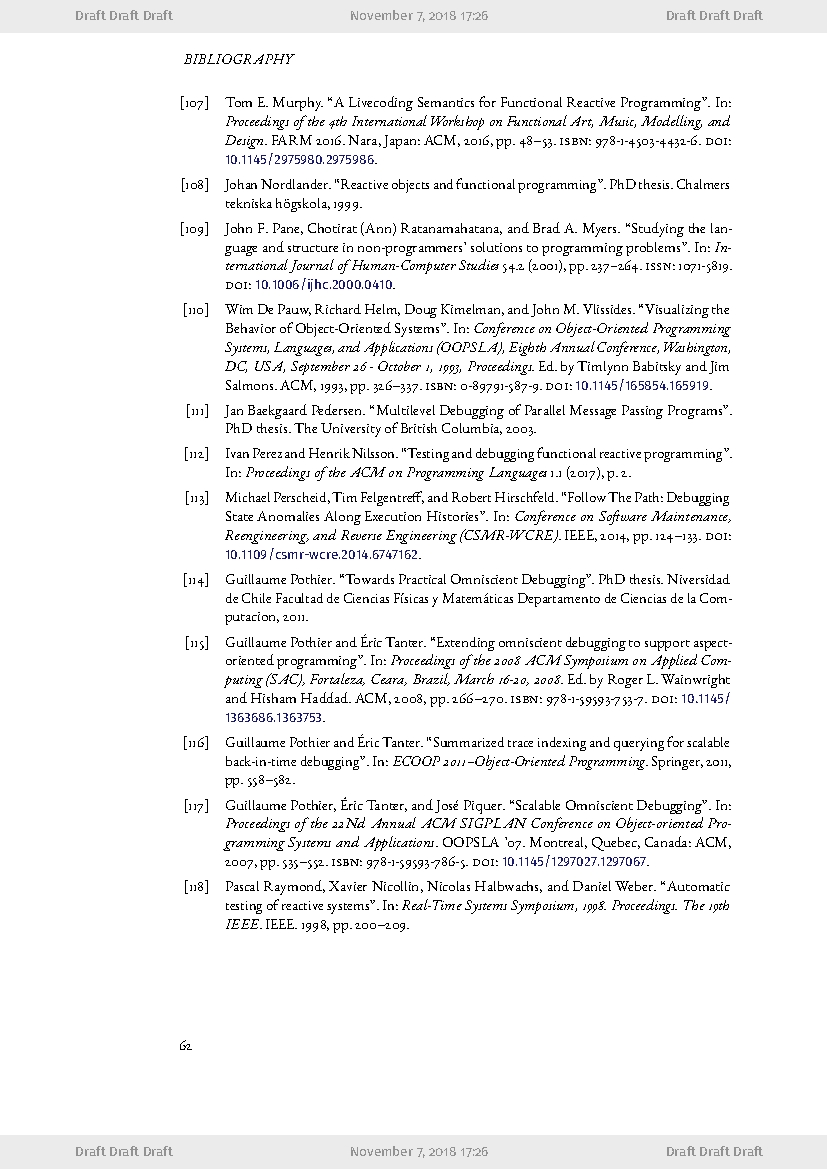 Draft Draft Draft November 7, 2018 17:26 Draft Draft Draft
BIBLIOGRAPHY
[107] Tom E. Murphy. “A Livecoding Semantics for Functional Reactive Programming”. In:
Proceedings of the 4th International Workshop on Functional Art, Music, Modelling, and
Design. FARM 2016. Nara, Japan: ACM, 2016, pp. 48–53. ISBN: 978-1-4503-4432-6. DOI:
10.1145/2975980.2975986.
[108] Johan Nordlander. “Reactive objects and functional programming”. PhD thesis. Chalmers
tekniska högskola, 1999.
[109] John F. Pane, Chotirat (Ann) Ratanamahatana, and Brad A. Myers. “Studying the lan-
guage and structure in non-programmers’ solutions to programming problems”. In: In-
ternational Journal of Human-Computer Studies 54.2 (2001), pp. 237–264. ISSN: 1071-5819.
DOI: 10.1006/ijhc.2000.0410.
[110] Wim De Pauw, Richard Helm, Doug Kimelman, and John M. Vlissides. “Visualizing the
Behavior of Object-Oriented Systems”. In: Conference on Object-Oriented Programming
Systems, Languages, and Applications (OOPSLA), Eighth Annual Conference, Washington,
DC, USA, September 26 - October 1, 1993, Proceedings. Ed. by Timlynn Babitsky and Jim
Salmons. ACM, 1993, pp. 326–337. ISBN: 0-89791-587-9. DOI: 10.1145/165854.165919.
[111] Jan Baekgaard Pedersen. “Multilevel Debugging of Parallel Message Passing Programs”.
PhD thesis. The University of British Columbia, 2003.
[112] Ivan Perez and Henrik Nilsson. “Testing and debugging functional reactive programming”.
In: Proceedings of the ACM on Programming Languages 1.1 (2017), p. 2.
[113] Michael Perscheid, Tim Felgentreff, and Robert Hirschfeld. “Follow The Path: Debugging
State Anomalies Along Execution Histories”. In: Conference on Software Maintenance,
Reengineering, and Reverse Engineering (CSMR-WCRE). IEEE, 2014, pp. 124–133. DOI:
10.1109/csmr-wcre.2014.6747162.
[114] Guillaume Pothier. “Towards Practical Omniscient Debugging”. PhD thesis. Niversidad
de Chile Facultad de Ciencias Físicas y Matemáticas Departamento de Ciencias de la Com-
putacion, 2011.
[115] Guillaume Pothier and Éric Tanter. “Extending omniscient debugging to support aspect-
oriented programming”. In: Proceedings of the 2008 ACM Symposium on Applied Com-
puting (SAC), Fortaleza, Ceara, Brazil, March 16-20, 2008. Ed. by Roger L. Wainwright
and Hisham Haddad. ACM, 2008, pp. 266–270. ISBN: 978-1-59593-753-7. DOI: 10.1145/
1363686.1363753.
[116] Guillaume Pothier and Éric Tanter. “Summarized trace indexing and querying for scalable
back-in-time debugging”. In: ECOOP 2011–Object-Oriented Programming. Springer, 2011,
pp. 558–582.
[117] Guillaume Pothier, Éric Tanter, and José Piquer. “Scalable Omniscient Debugging”. In:
Proceedings of the 22Nd Annual ACM SIGPLAN Conference on Object-oriented Pro-
gramming Systems and Applications. OOPSLA ’07. Montreal, Quebec, Canada: ACM,
2007, pp. 535–552. ISBN: 978-1-59593-786-5. DOI: 10.1145/1297027.1297067.
[118] Pascal Raymond, Xavier Nicollin, Nicolas Halbwachs, and Daniel Weber. “Automatic
testing of reactive systems”. In: Real-Time Systems Symposium, 1998. Proceedings. The 19th
IEEE. IEEE. 1998, pp. 200–209.
62
Draft Draft Draft November 7, 2018 17:26 Draft Draft Draft